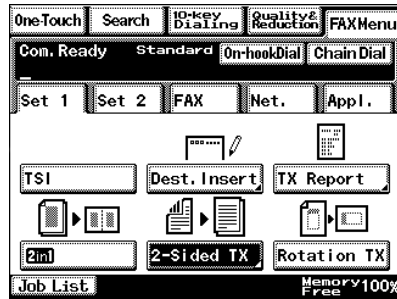 One-Touch Search 10-key Dialing Quality& Reduction FAXMenu
Com. Ready Standard On-hookDial Chain Dial
Set 1 Set 2 FAX Net. Appl.
TSI Dest. Insert TX Report
2in1 2-Sided TX Rotation TX
Job List Memory Free 100%